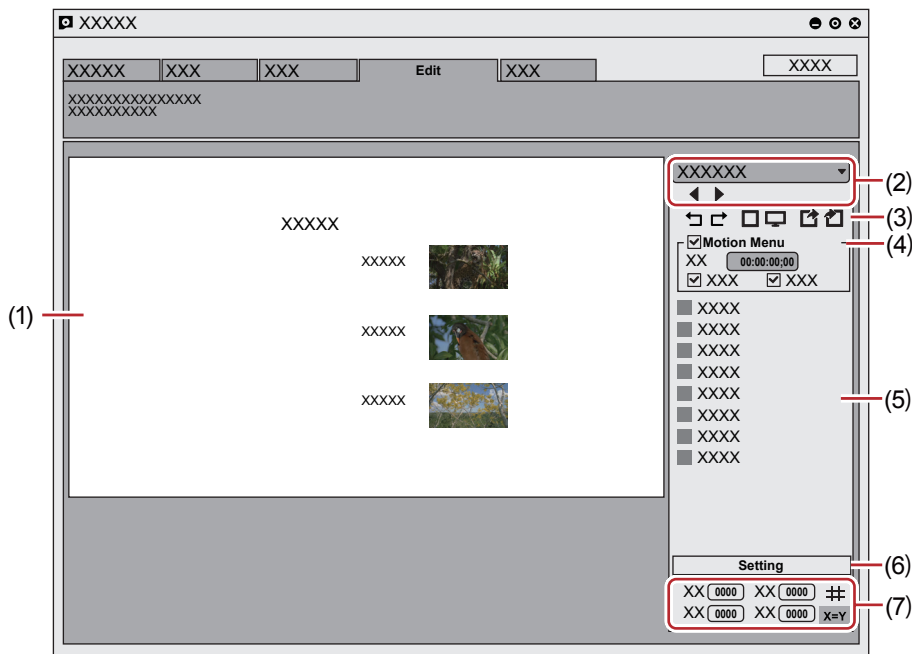 XXXXX
XXXXX XXX XXX Edit XXX XXXX
XXXXXXXXXXXXXXX
XXXXXXXXXX
XXXXX
XXXXX
XXXXX
XXXXX
(1)
XXXXXX
(2)
(3)
Motion Menu
(4)
XX 00:00:00;00
XXX XXX
XXXX
XXXX
XXXX
XXXX
XXXX
(5)
XXXX
XXXX
XXXX
Setting
(6)
XX 0000 XX 0000
XX 0000 XX 0000 X=Y
(7)